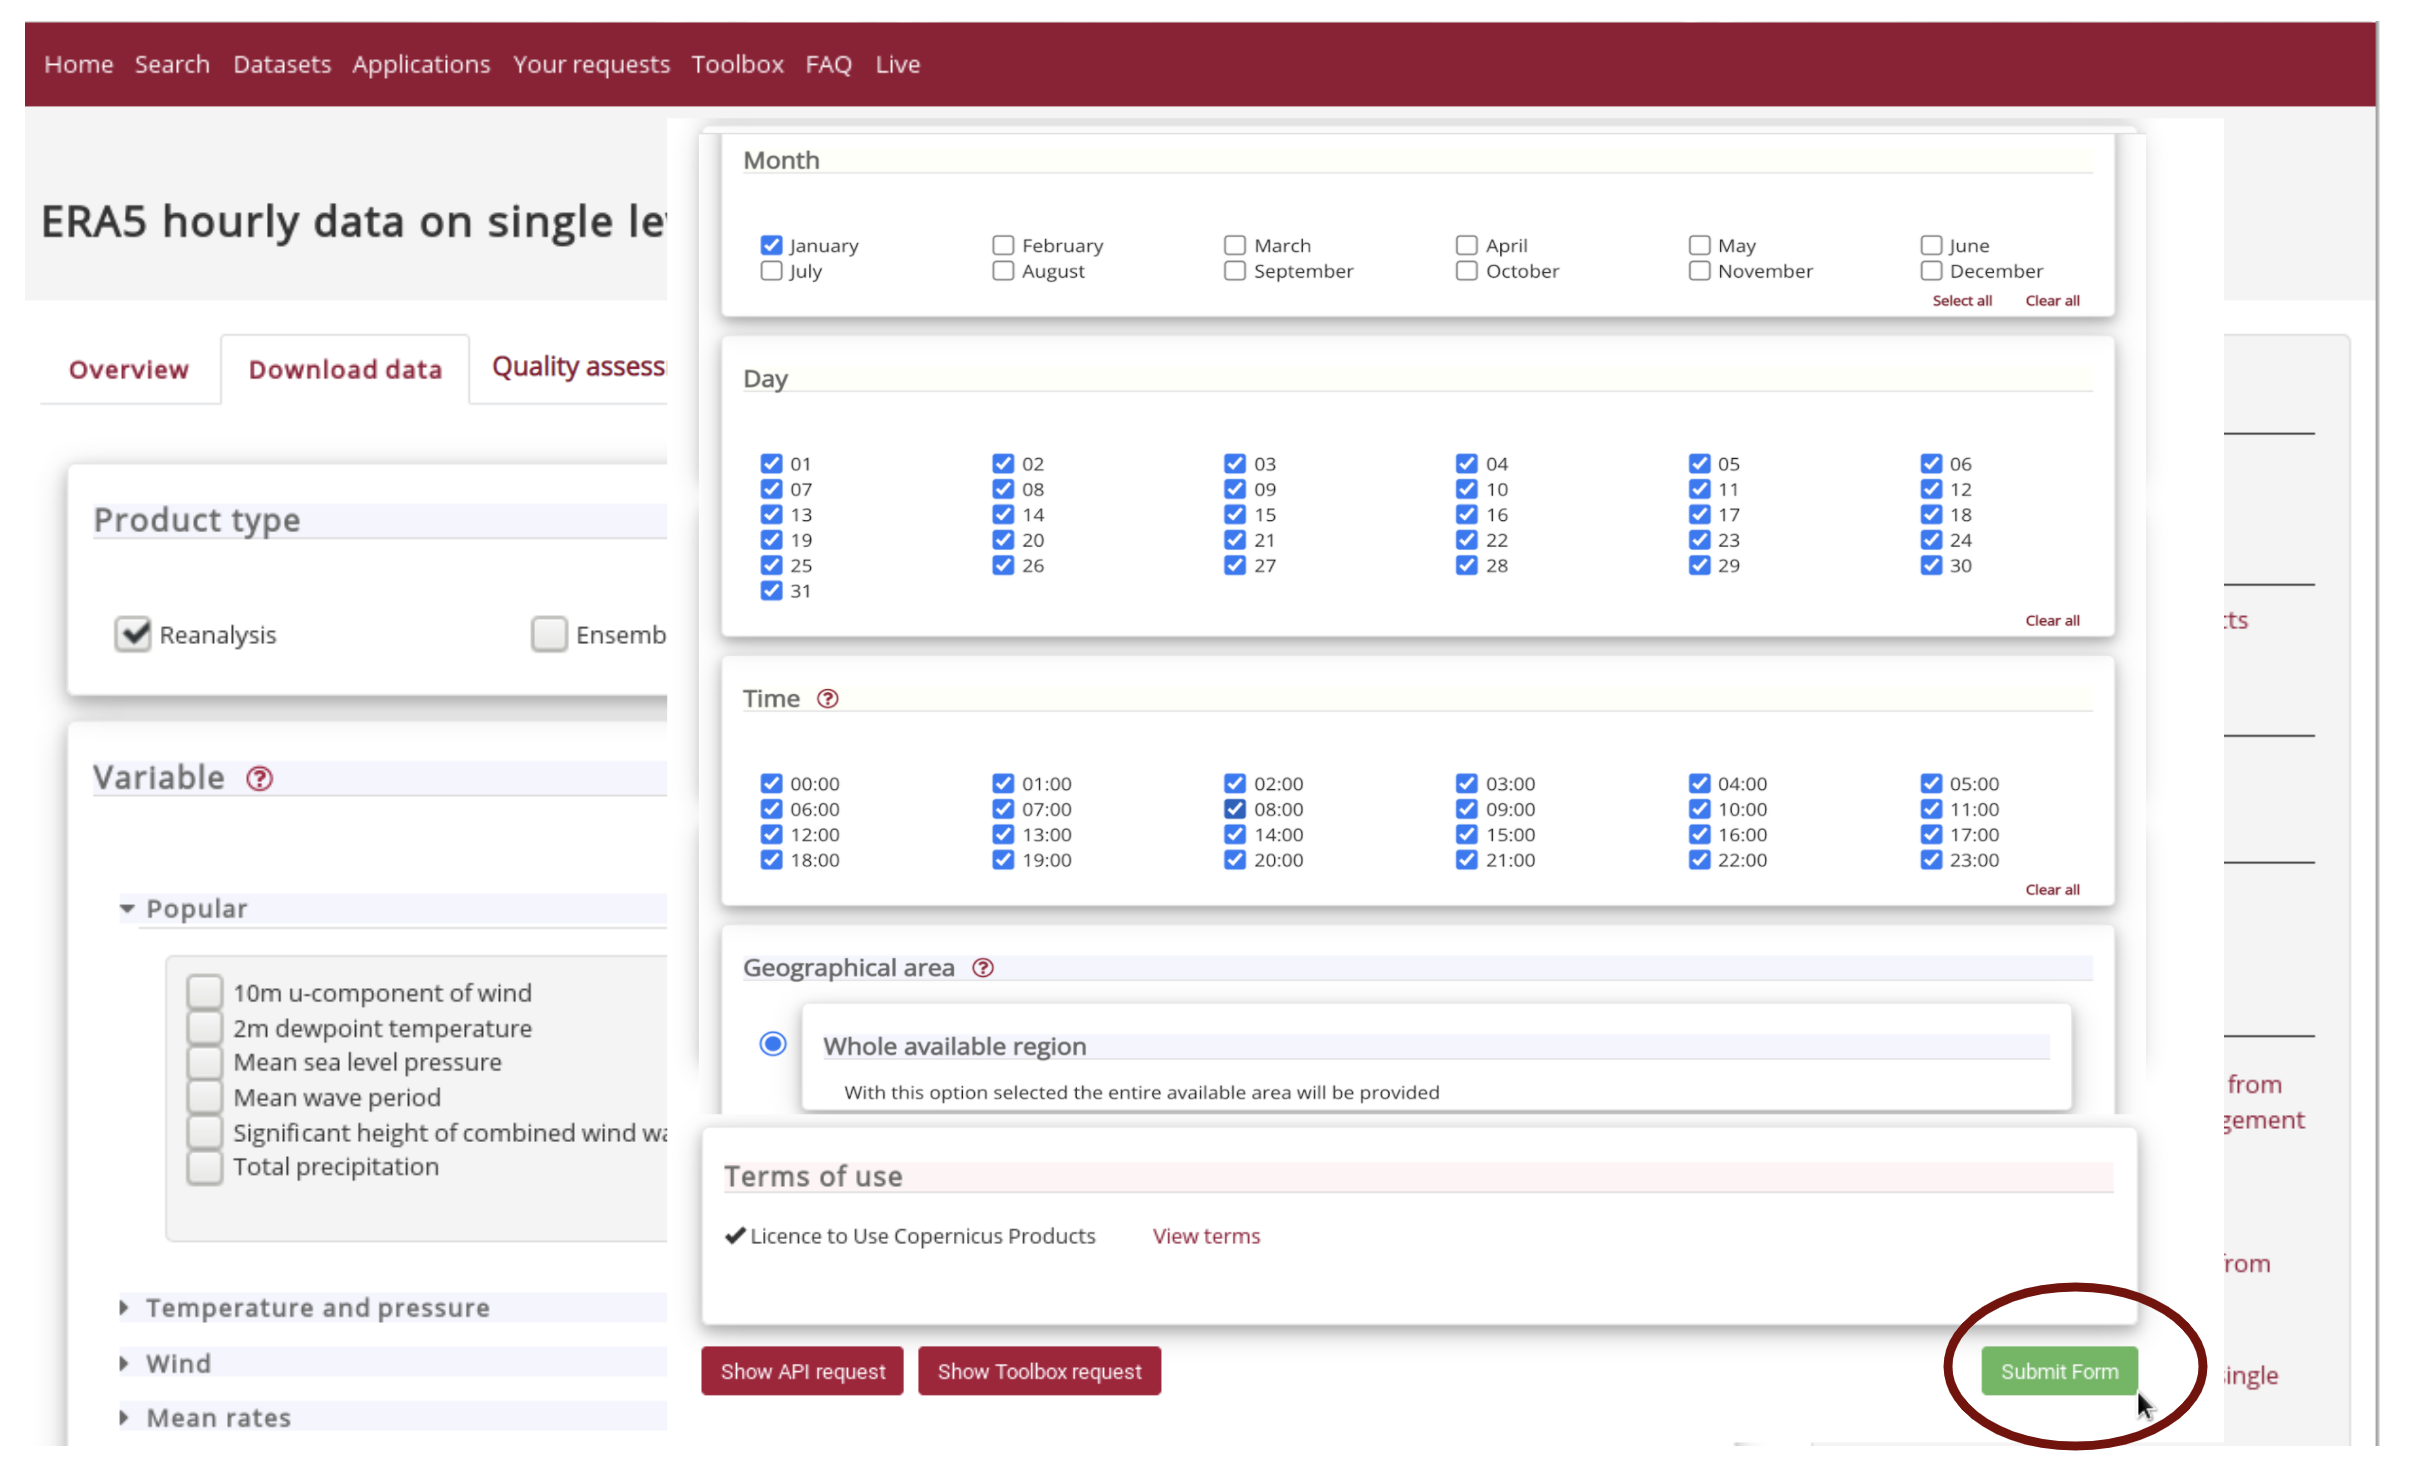 Home Search Datasets Applications Your requests Toolbox FAQ Live
ERA5 hourly data on single
Overview Download data Quality
Product type
Reanalysis
Variable
Popular
10m u-component of wind
2m dewpoint temperature
Mean sea level pressure
Mean wave period
Significant height of combined wind
Total precipitation
Temperature and pressure
Wind
Mean rates
Month
January February March April May June
July August September October November December
Select all Clear all
Day
01 02 03 04 05 06
07 08 09 10 11 12
13 14 15 16 17 18
19 20 21 22 23 24
25 26 27 28 29 30
31
Clear all
Time ?
00:00 01:00 02:00 03:00 04:00 05:00
06:00 07:00 08:00 09:00 10:00 11:00
12:00 13:00 14:00 15:00 16:00 17:00
18:00 19:00 20:00 21:00 22:00 23:00
Clear all
Geographical area ?
Whole available region
With this option selected the entire available area will be provided
Terms of use
Licence to Use Copernicus Products View terms
Show API request Show Toolbox request Submit Form
from